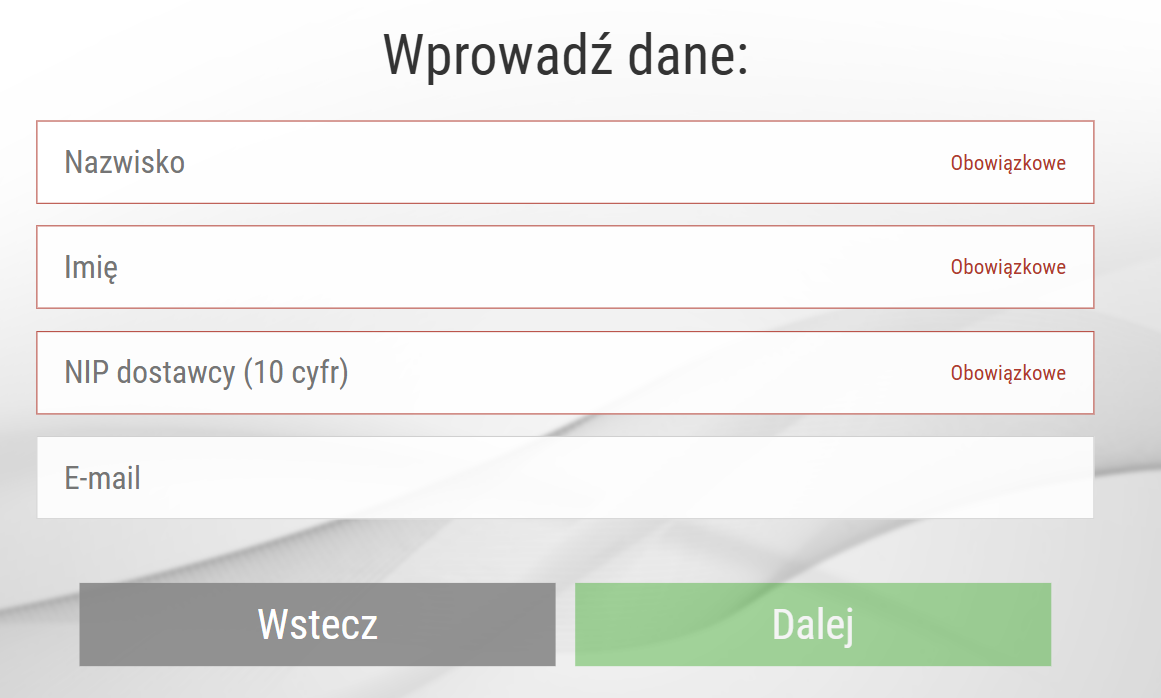 Wprowadź dane:
Nazwisko Obowiązkowe
Imię Obowiązkowe
NIP dostawcy (10 cyfr) Obowiązkowe
E-mail
Wstecz Dalej